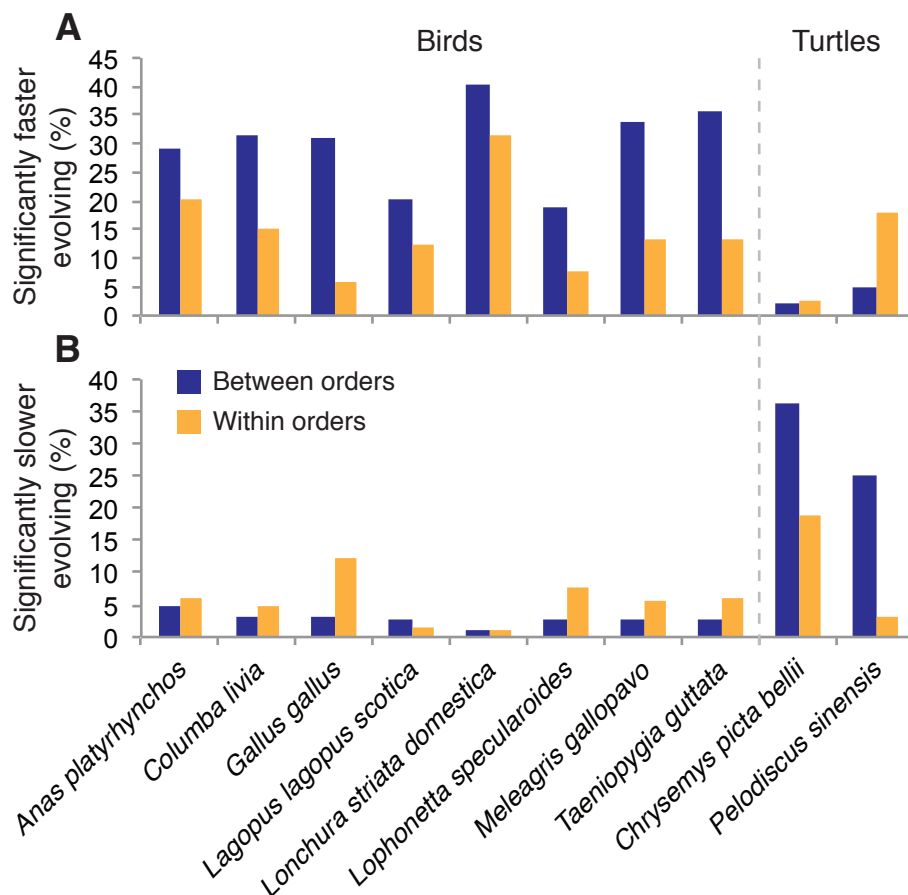 A
Birds
Turtles
Significantly faster
evolving (%)
45
40
35
30
25
20
15
10
5
0
B
Significantly slower
evolving (%)
40
35
30
25
20
15
10
5
0
Between orders
Within orders
Anas platyrhynchos
Columba livia
Gallus gallus
Lagopus lagopus scotica
Lonchura striata domestica
Lophonetta specularoides
Meleagris gallopavo
Taeniopygia guttata
Chrysemys picta bellii
Pelodiscus sinensis